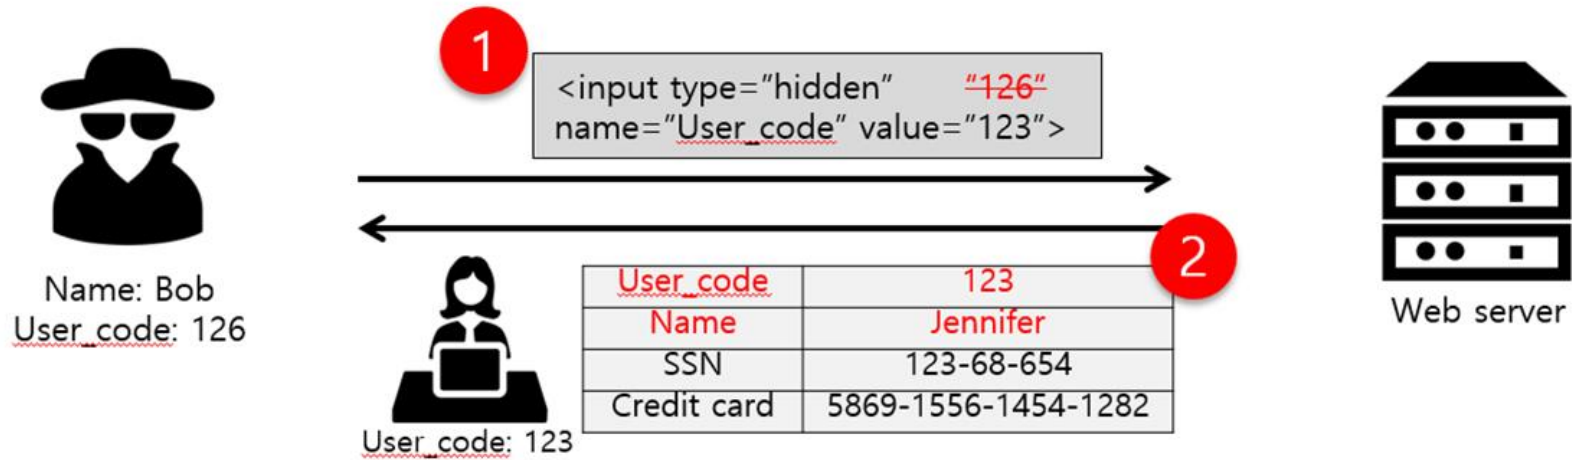 1
<input type="hidden" "126"
name="User_code" value="123">
Name: Bob
User_code: 126
2
User_code 123
Name Jennifer
SSN 123-68-654
Credit card 5869-1556-1454-1282
User_code: 123
Web server